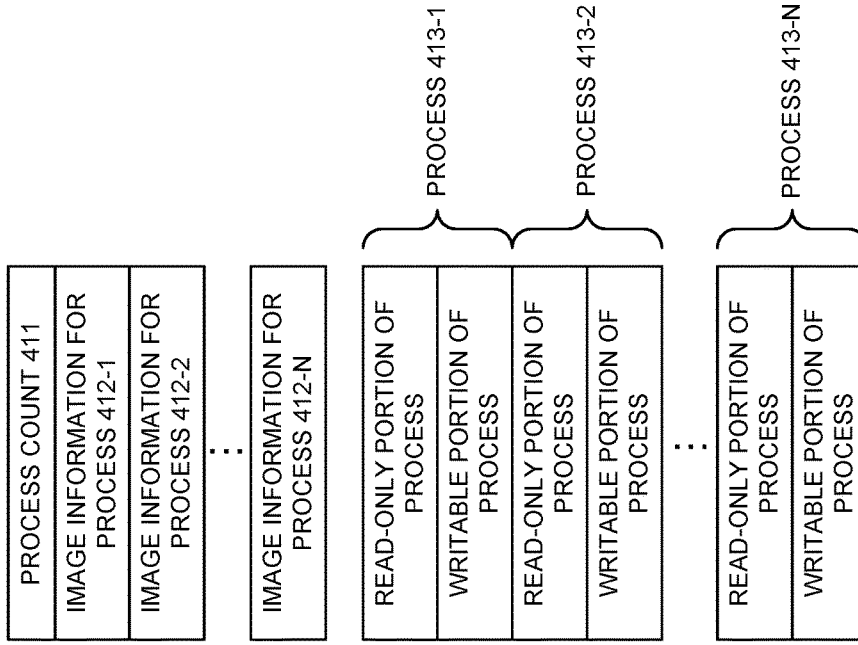 PROCESS COUNT 411
IMAGE INFORMATION FOR
PROCESS 412-1
IMAGE INFORMATION FOR
PROCESS 412-2
...
IMAGE INFORMATION FOR
PROCESS 412-N
READ-ONLY PORTION OF
PROCESS
WRITABLE PORTION OF
PROCESS
PROCESS 413-1
READ-ONLY PORTION OF
PROCESS
WRITABLE PORTION OF
PROCESS
PROCESS 413-2
...
READ-ONLY PORTION OF
PROCESS
WRITABLE PORTION OF
PROCESS
PROCESS 413-N